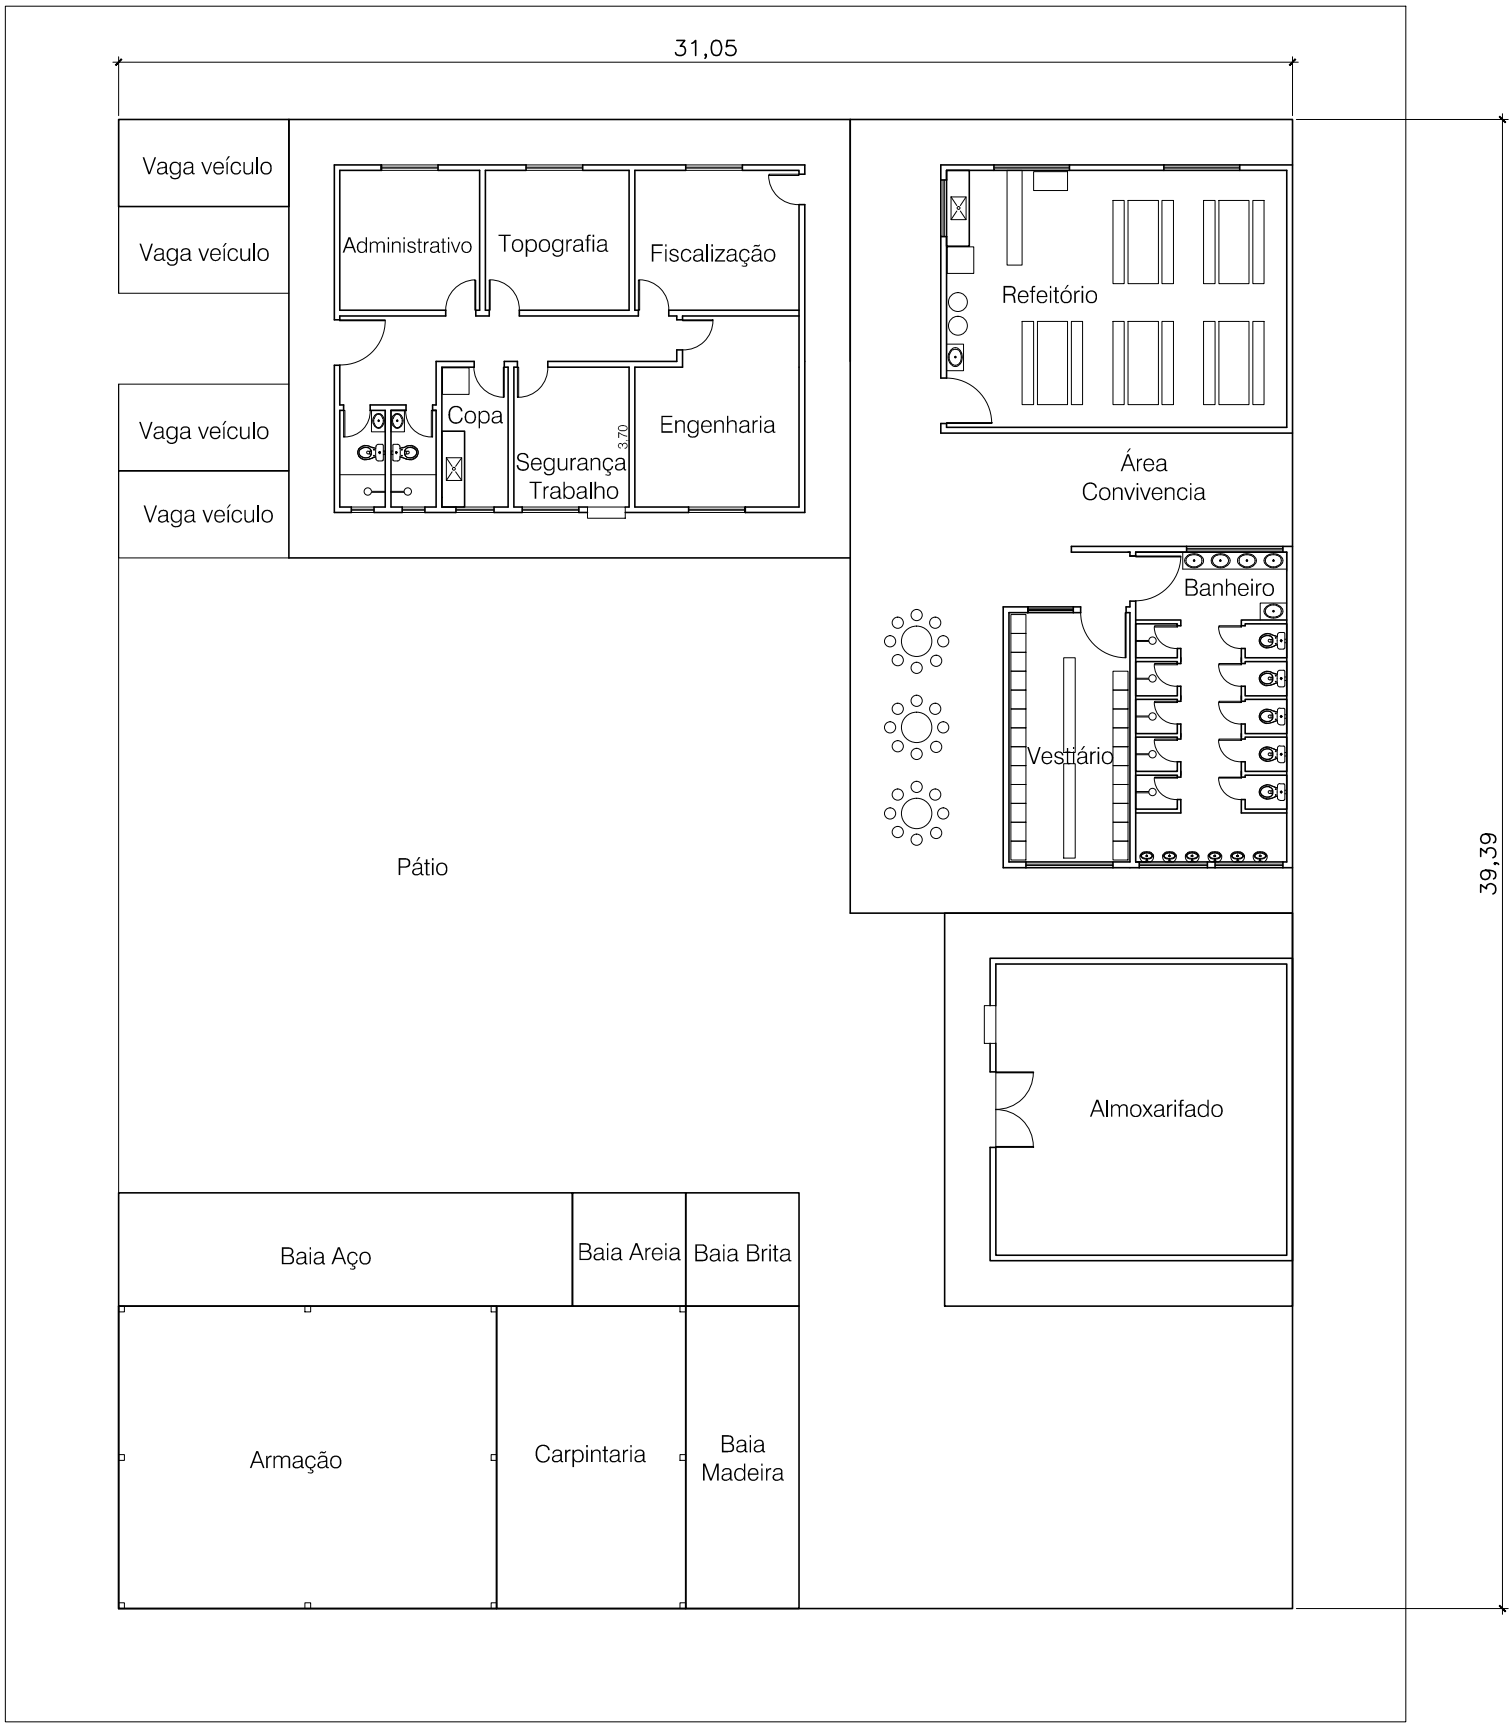 31,05
Vaga veículo
Vaga veículo
Administrativo
Topografia
Fiscalização
Refeitório
Vaga veículo
Vaga veículo
Copa
Segurança
Trabalho
3.70
Engenharia
Área
Convivencia
Banheiro
Vestiário
Pátio
39,39
Almoxarifado
Baia Aço
Baia Areia
Baia Brita
Armação
Carpintaria
Baia
Madeira